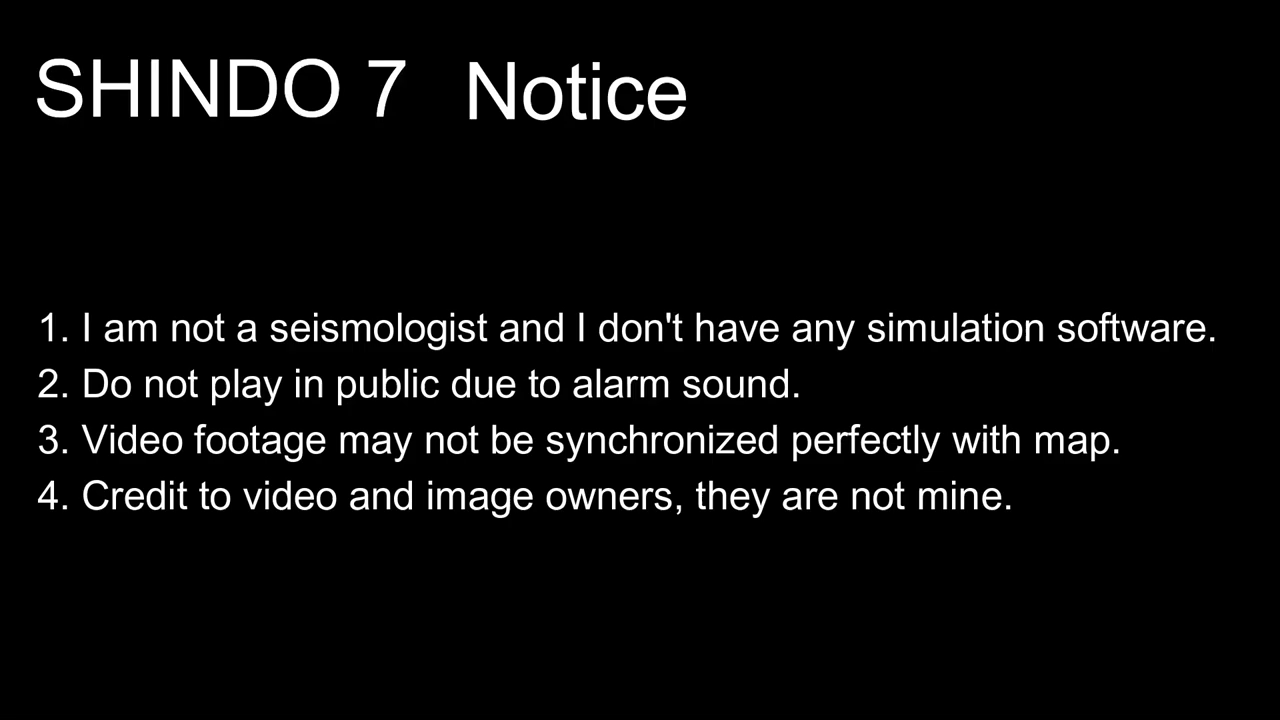 SHINDO 7 Notice
1. I am not a seismologist and I don't have any simulation software.
2. Do not play in public due to alarm sound.
3. Video footage may not be synchronized perfectly with map.
4. Credit to video and image owners, they are not mine.